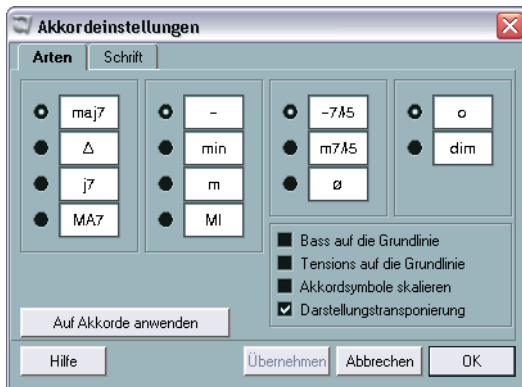 Akkordeinstellungen
Arten Schrift
maj7 - -7/♭5 o
Δ min m7/♭5 dim
j7 m ø
MA7 MI
Bass auf die Grundlinie
Tensions auf die Grundlinie
Akkordsymbole skalieren
Darstellungstransponierung
Auf Akkorde anwenden
Hilfe Übernehmen Abbrechen OK